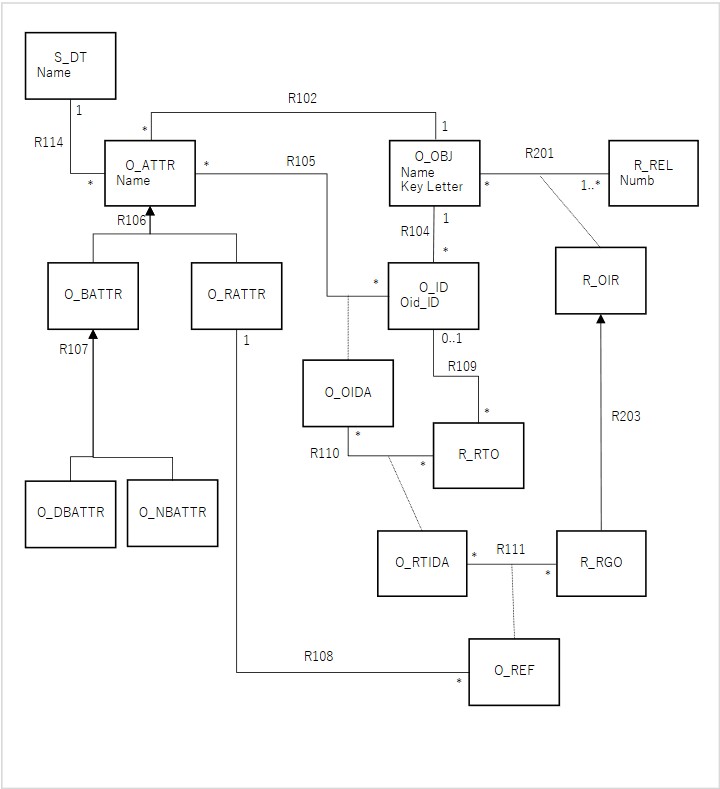 S_DT
Name
1
R114
*
R102
*
1
O_ATTR
Name
*
R105
O_OBJ
Name
Key Letter
*
R201
1..*
R_REL
Numb
R106
1
R104
*
O_BATTR
O_RATTR
*
O_ID
Oid_ID
R_OIR
R107
1
0..1
R109
O_OIDA
*
R203
*
R110
*
R_RTO
O_DBATTR
O_NBATTR
O_RTIDA
*
R111
*
R_RGO
R108
*
O_REF